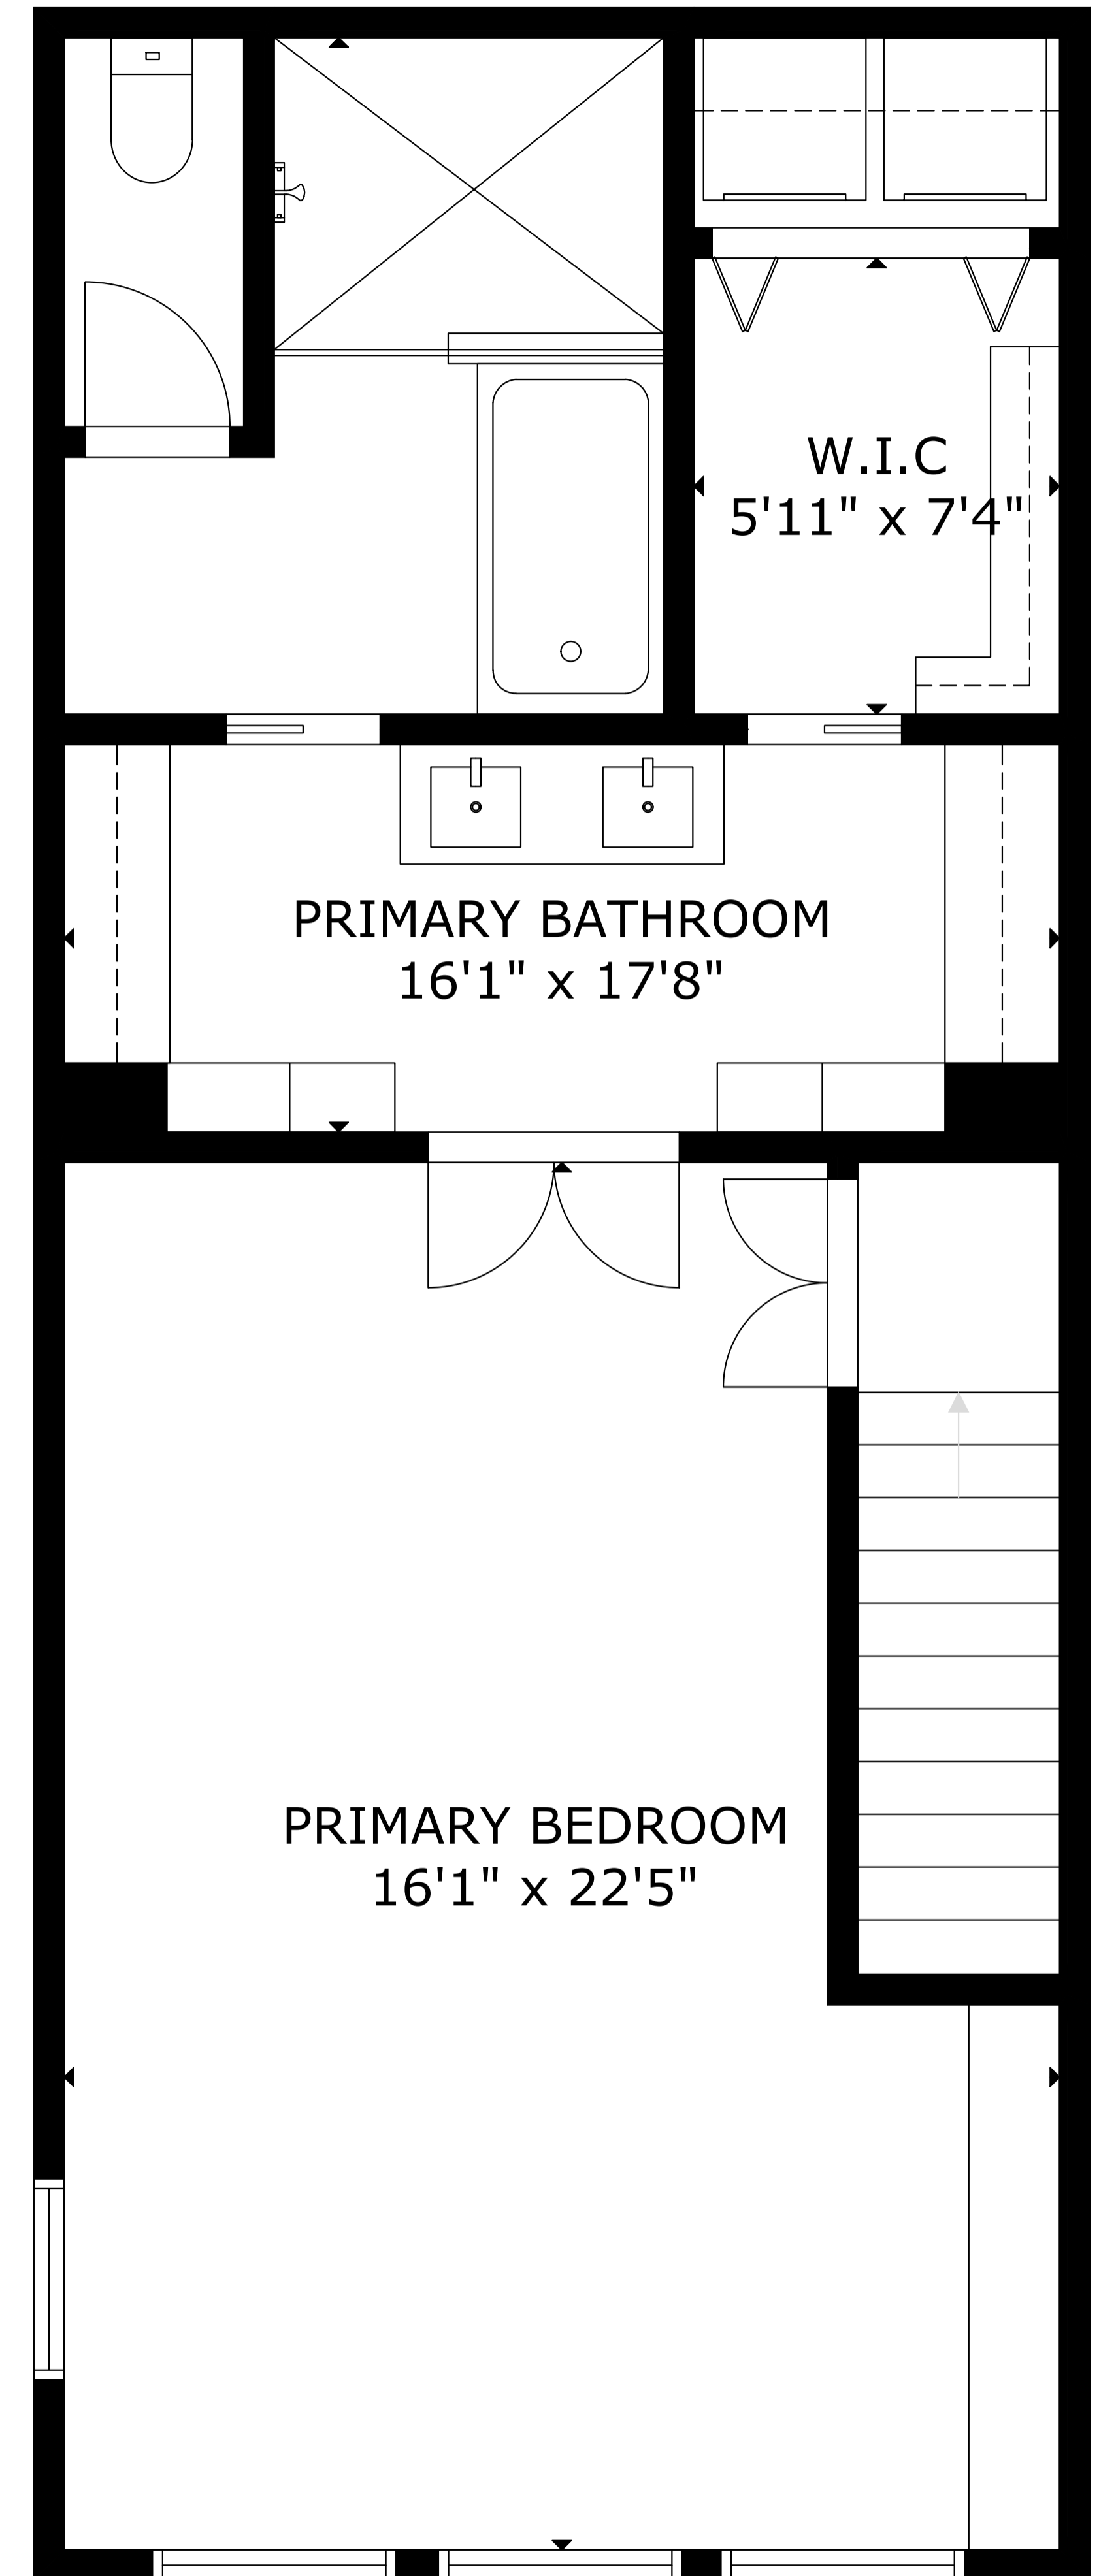 W.I.C
5'11" x 7'4"
PRIMARY BATHROOM
16'1" x 17'8"
PRIMARY BEDROOM
16'1" x 22'5"